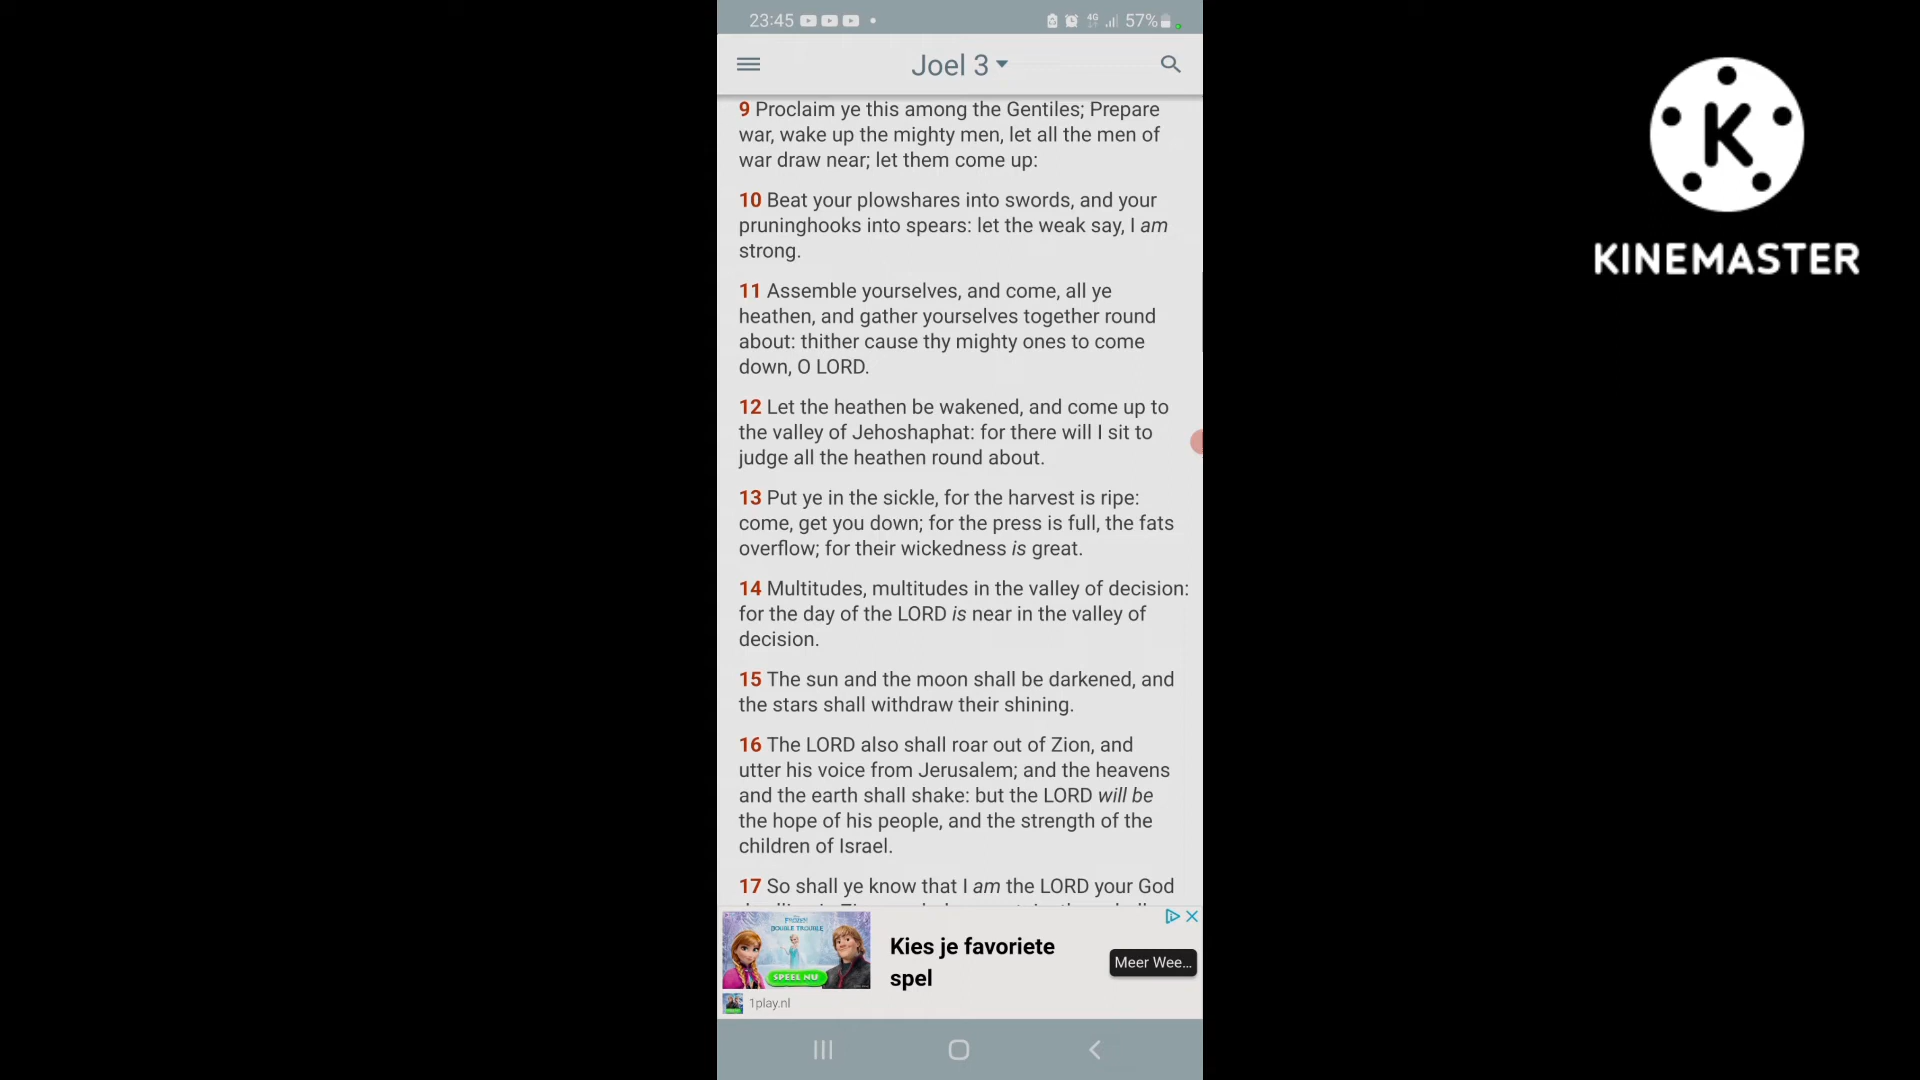 23:45
4G
57%
Joel 3
9 Proclaim ye this among the Gentiles; Prepare
war, wake up the mighty men, let all the men of
war draw near; let them come up:
10 Beat your plowshares into swords, and your
pruninghooks into spears: let the weak say, I am
strong.
11 Assemble yourselves, and come, all ye
heathen, and gather yourselves together round
about: thither cause thy mighty ones to come
down, O LORD.
12 Let the heathen be wakened, and come up to
the valley of Jehoshaphat: for there will I sit to
judge all the heathen round about.
13 Put ye in the sickle, for the harvest is ripe:
come, get you down; for the press is full, the fats
overflow; for their wickedness is great.
14 Multitudes, multitudes in the valley of decision:
for the day of the LORD is near in the valley of
decision.
15 The sun and the moon shall be darkened, and
the stars shall withdraw their shining.
16 The LORD also shall roar out of Zion, and
utter his voice from Jerusalem; and the heavens
and the earth shall shake: but the LORD will be
the hope of his people, and the strength of the
children of Israel.
17 So shall ye know that I am the LORD your God
FROZEN
DOUBLE TROUBLE
SPEEL NU
Kies je favoriete
spel
Meer Wee...
1play.nl
K
KINEMASTER